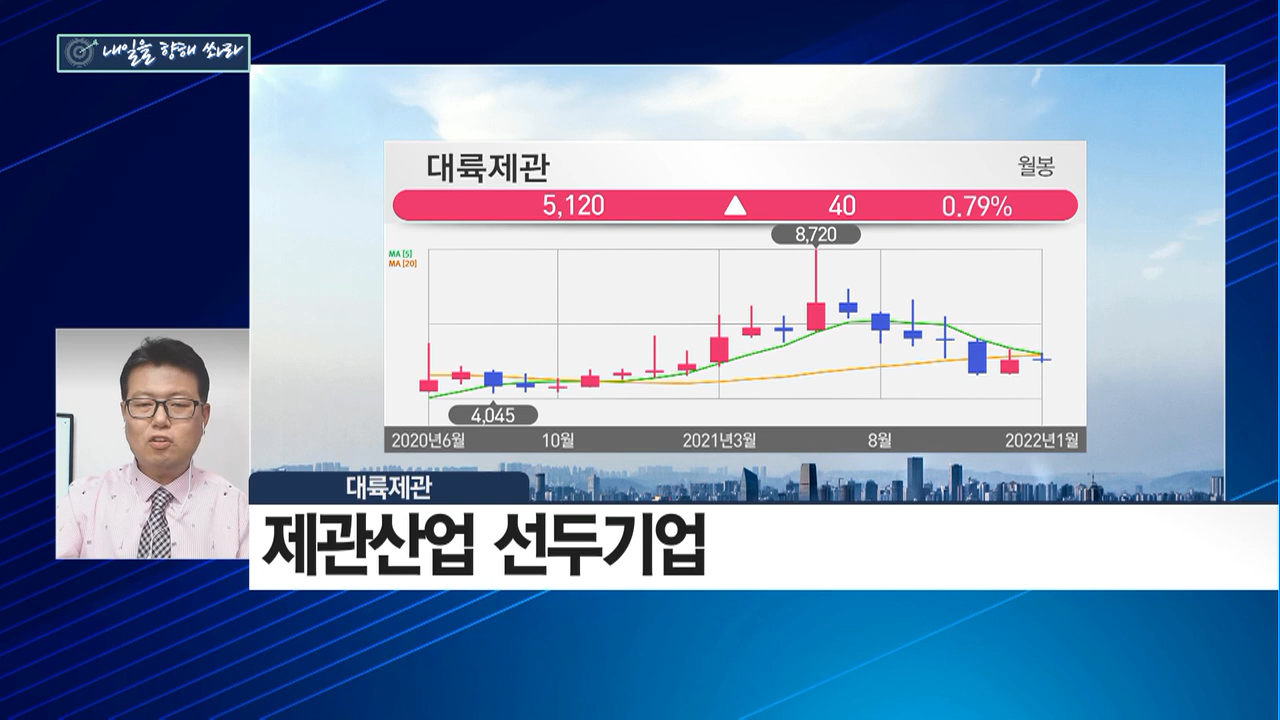 내일을 향해 쏴라
대륙제관
월봉
5,120 ▲ 40 0.79%
8,720
MA [5]
MA [20]
4,045
2020년6월 10월 2021년3월 8월 2022년1월
대륙제관
제관산업 선두기업